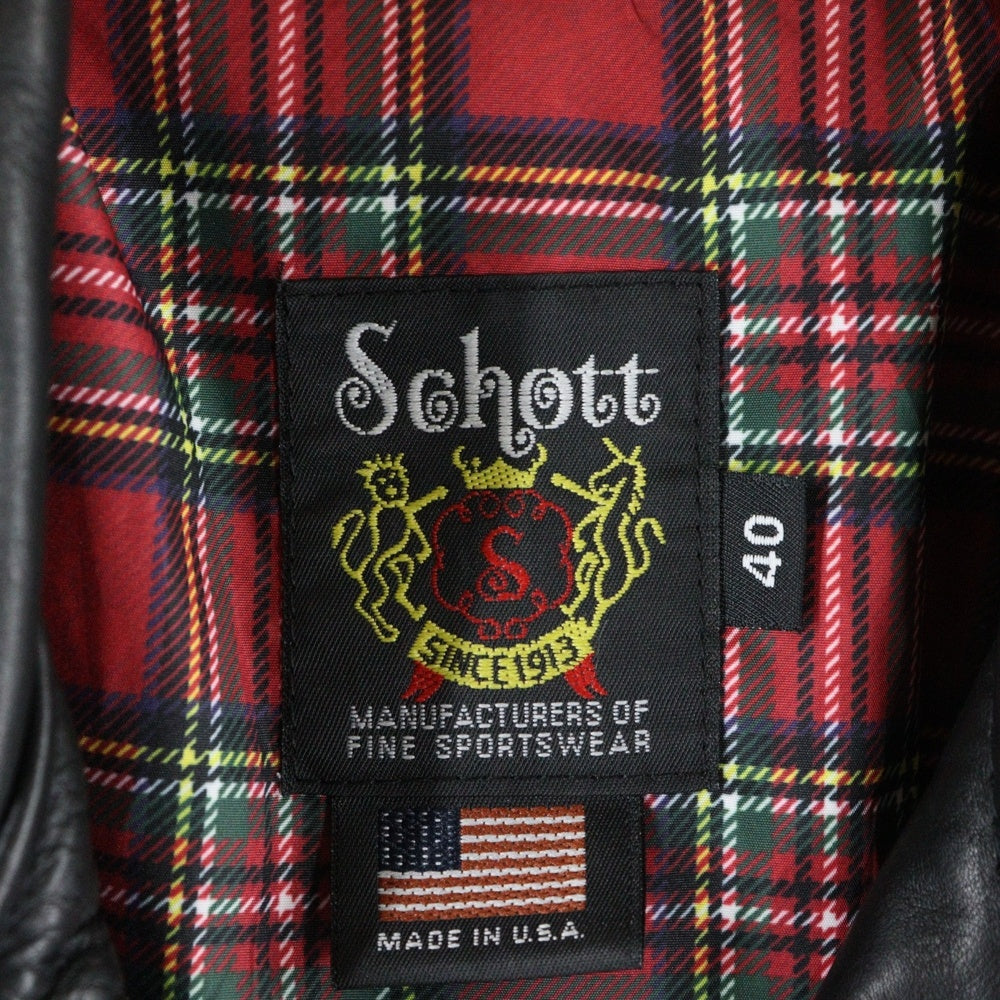 Schott
S
SINCE 1913
MANUFACTURERS OF
FINE SPORTSWEAR
40
MADE IN U.S.A.